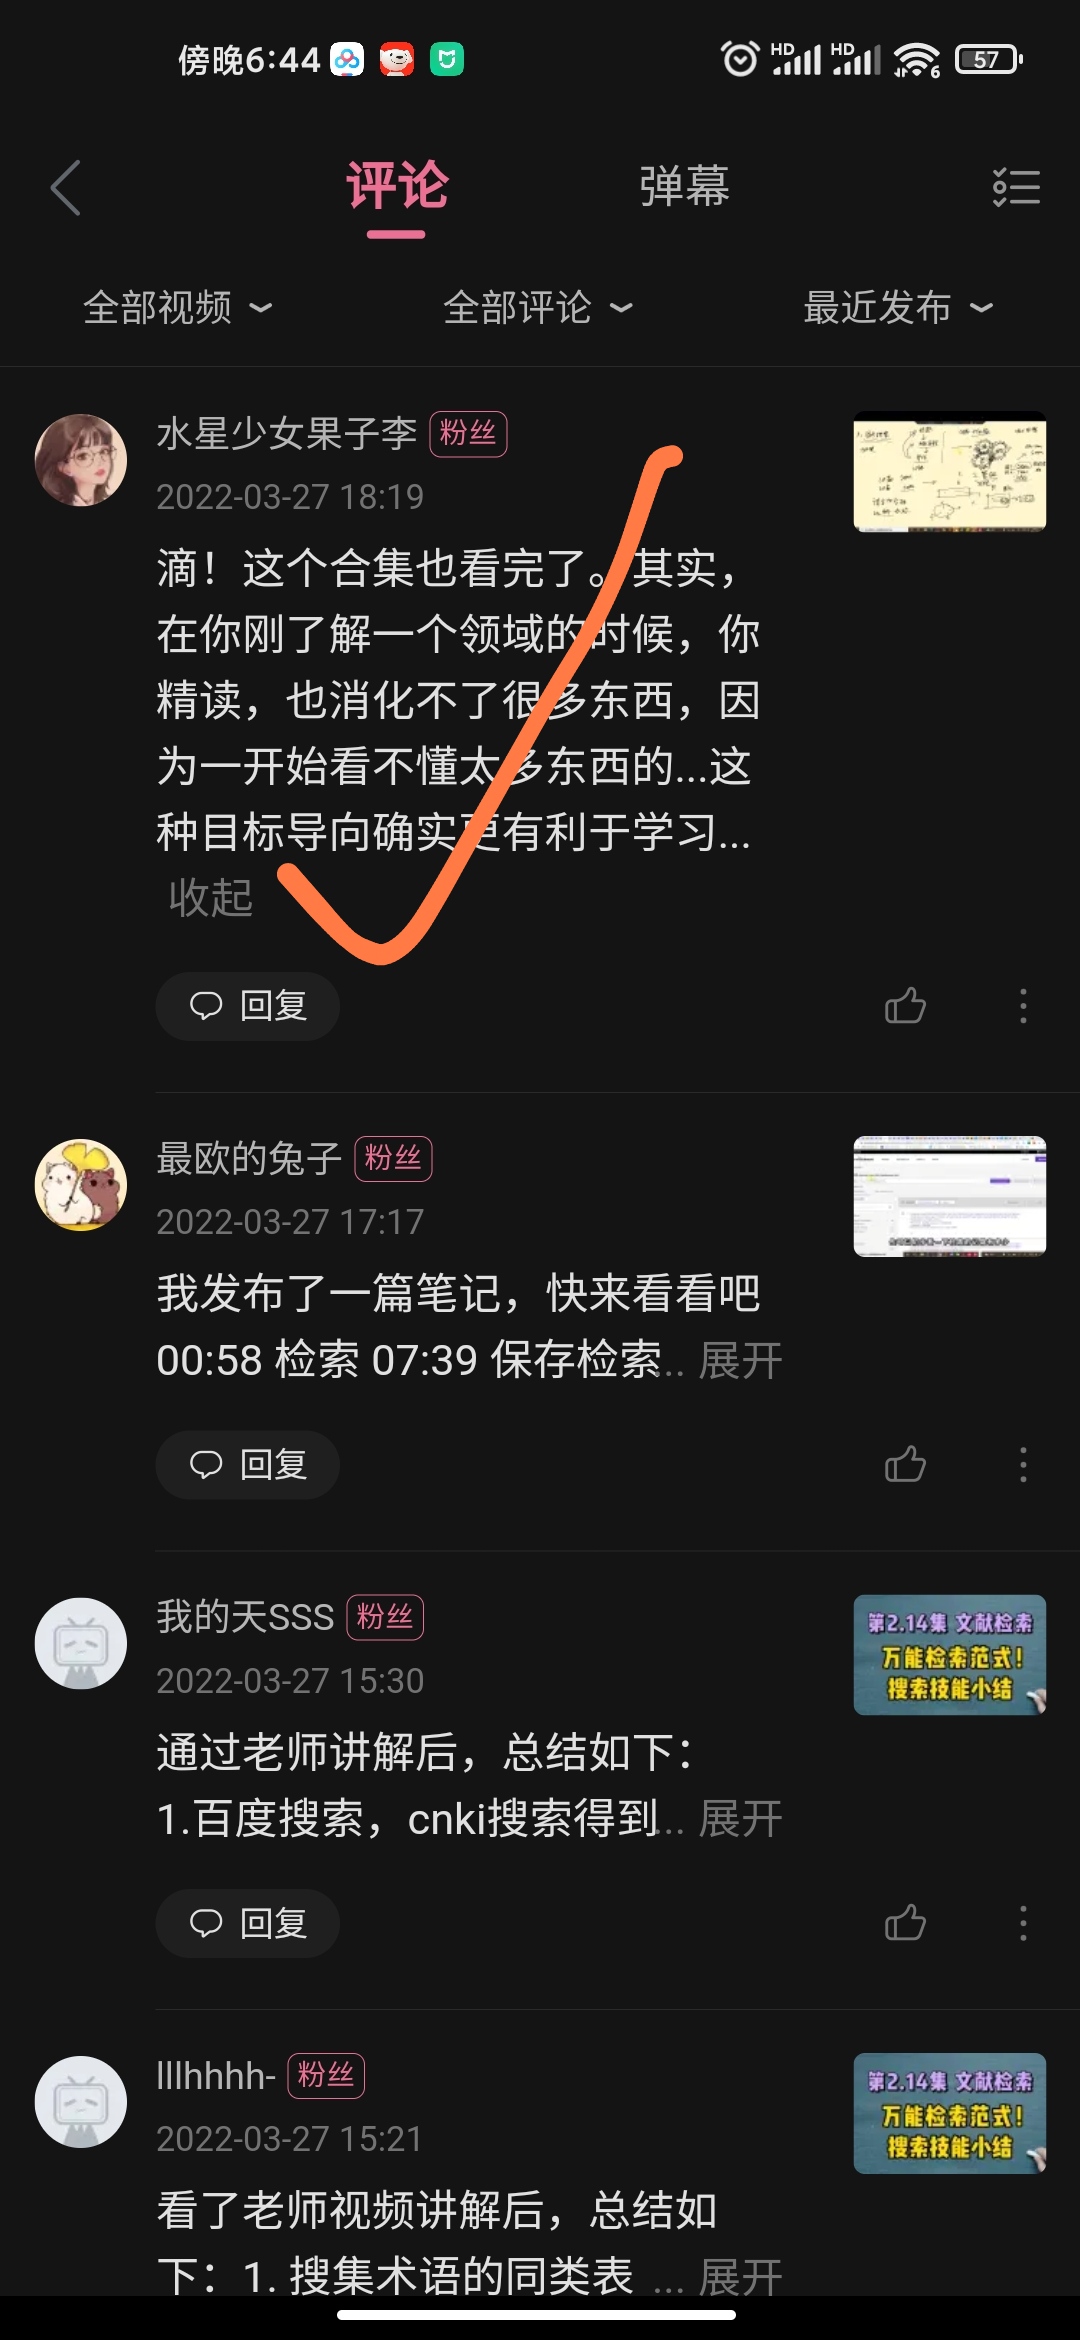 傍晚6:44
HD HD 6 57
评论 弹幕
全部视频 全部评论 最近发布
水星少女果子李 粉丝
2022-03-27 18:19
滴！这个合集也看完了。其实，
在你刚了解一个领域的时候，你
精读，也消化不了很多东西，因
为一开始看不懂太多东西的...这
种目标导向确实更有利于学习...
收起
回复
最欧的兔子 粉丝
2022-03-27 17:17
我发布了一篇笔记，快来看看吧
00:58 检索 07:39 保存检索... 展开
回复
我的天SSS 粉丝
2022-03-27 15:30
第2.14集 文献检索
万能检索范式！
搜索技能小结
通过老师讲解后，总结如下：
1.百度搜索，cnki搜索得到... 展开
回复
lllhhhh- 粉丝
2022-03-27 15:21
第2.14集 文献检索
万能检索范式！
搜索技能小结
看了老师视频讲解后，总结如
下：1. 搜集术语的同类表 ... 展开